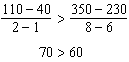 (110 − 40)/(2 − 1) > (350 − 230)/(8 − 6)
70 > 60